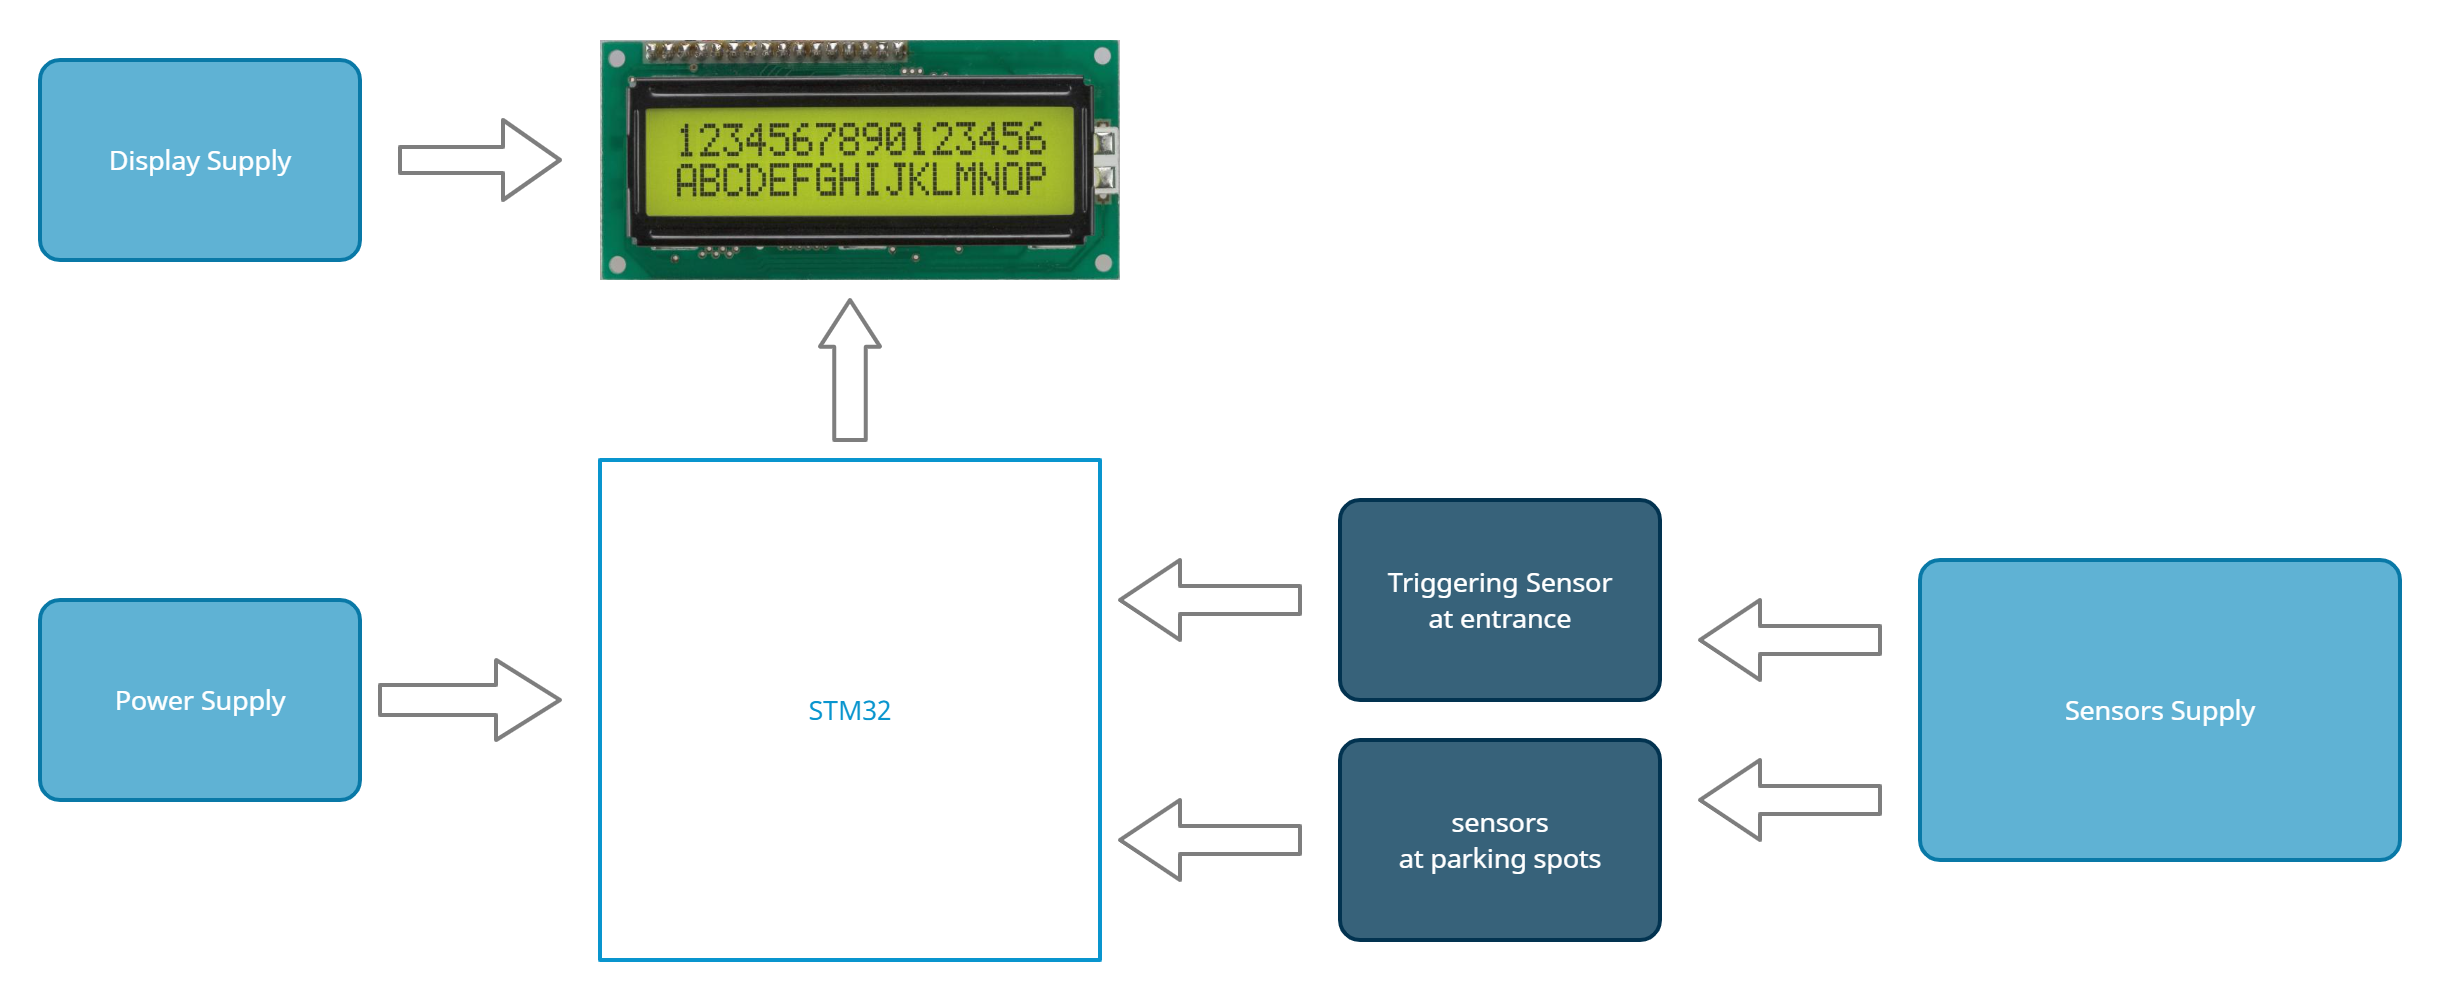 1234567890123456
ABCDEFGHIJKLMNOP
Display Supply
Triggering Sensor
at entrance
Power Supply
STM32
Sensors Supply
sensors
at parking spots